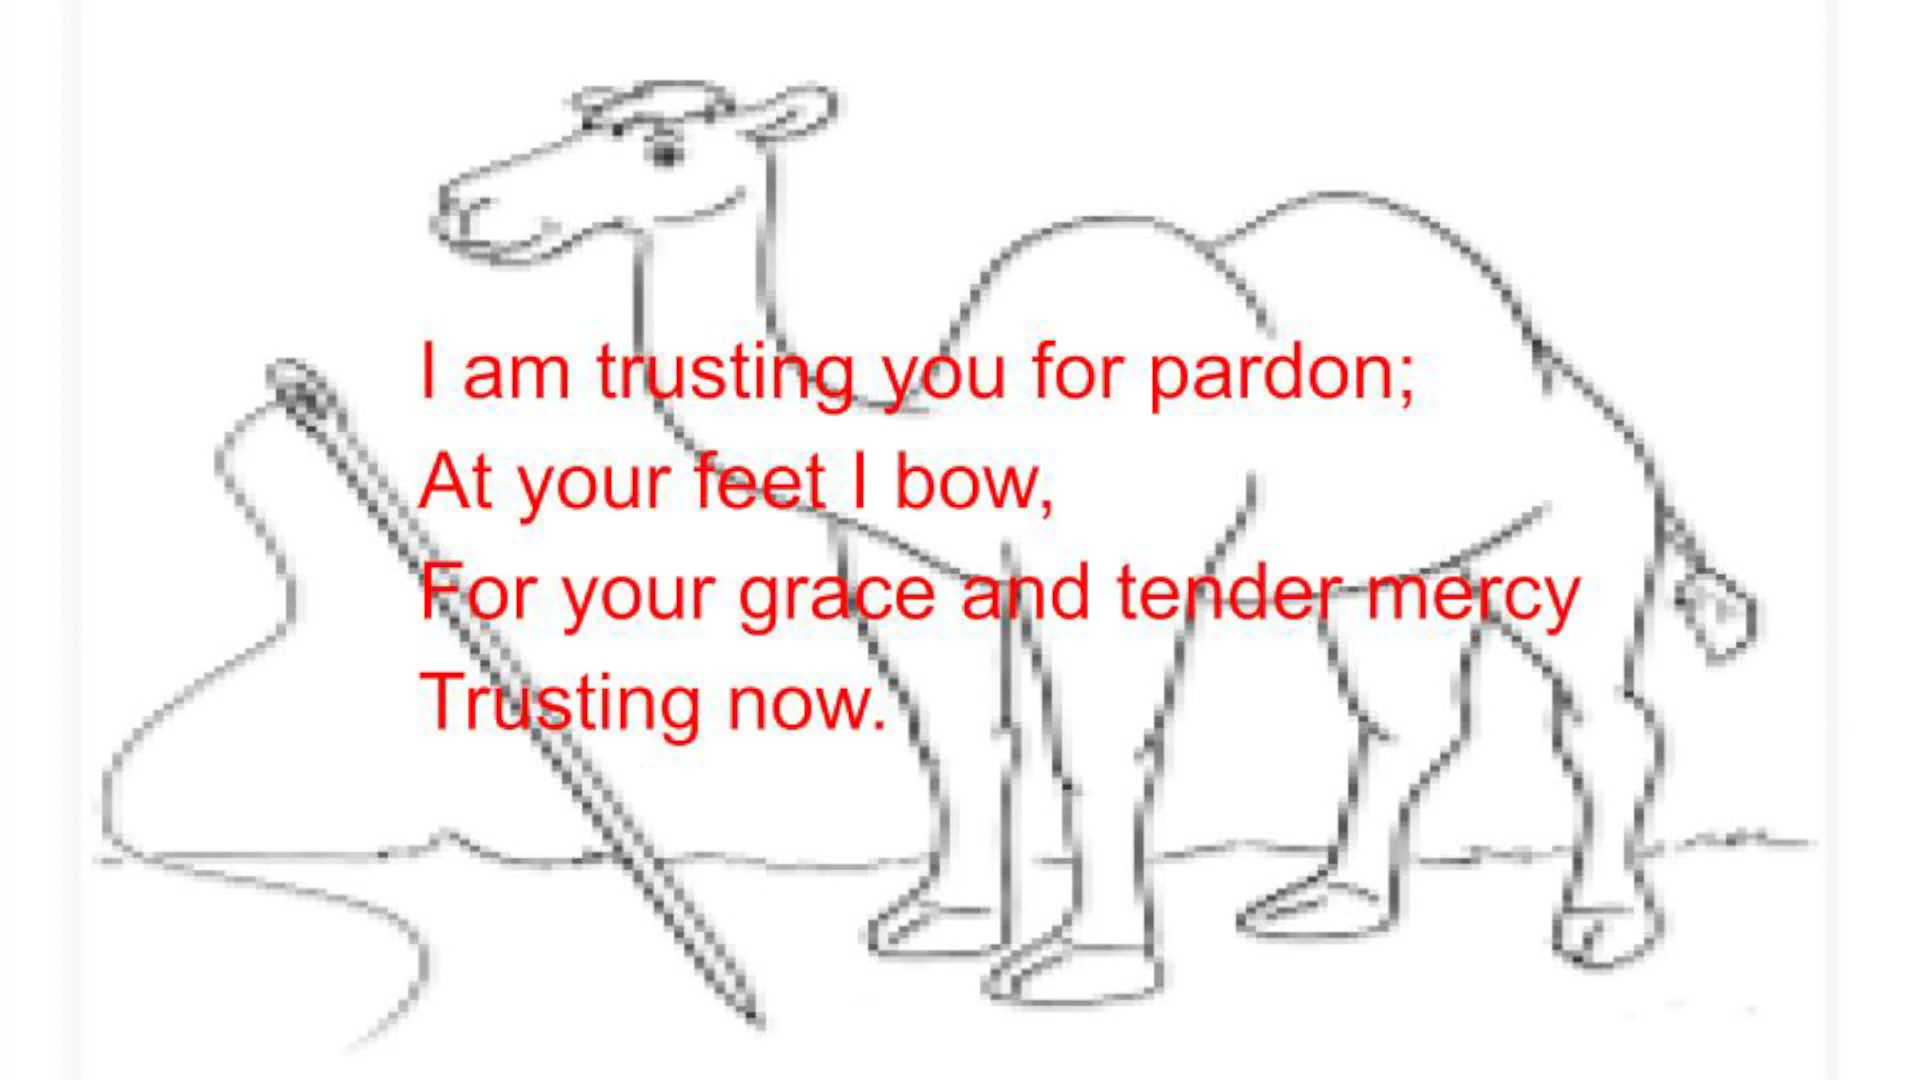 I am trusting you for pardon;
At your feet I bow,
For your grace and tender mercy
Trusting now.